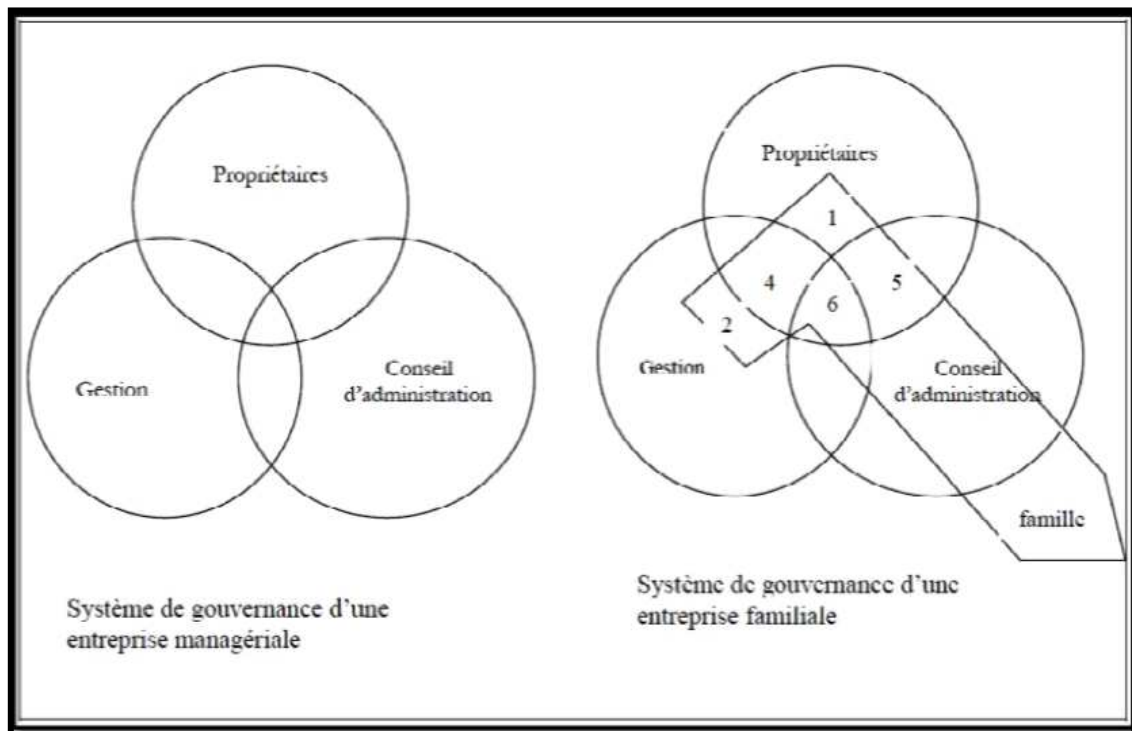 Propriétaires
Gestion
Conseil
d'administration
Système de gouvernance d'une
entreprise managériale
Propriétaires
1
4
5
6
2
Gestion
Conseil
d'administration
famille
Système de gouvernance d'une
entreprise familiale